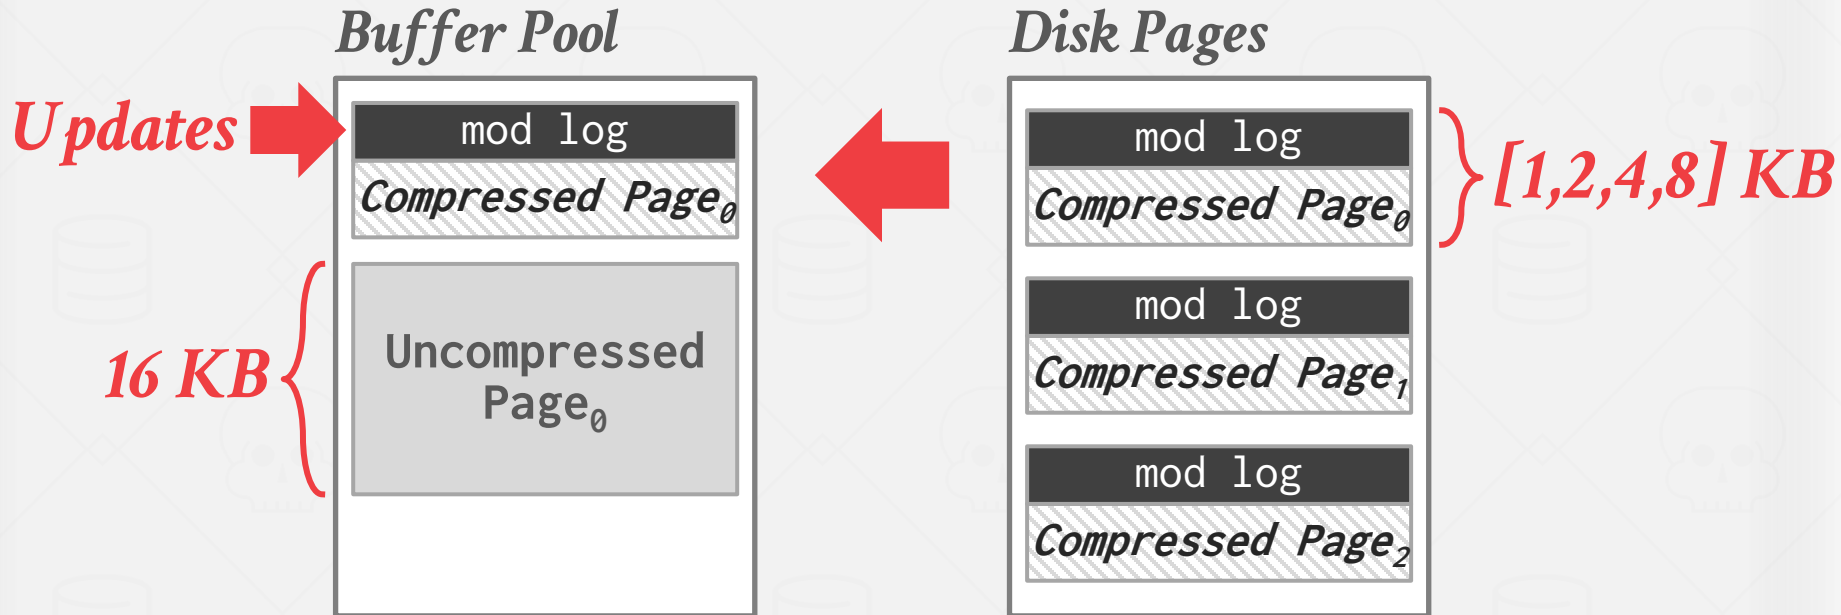 Buffer Pool
Disk Pages
Updates
mod log
Compressed Page0
16 KB
Uncompressed
Page0
mod log
Compressed Page0
[1,2,4,8] KB
mod log
Compressed Page1
mod log
Compressed Page2